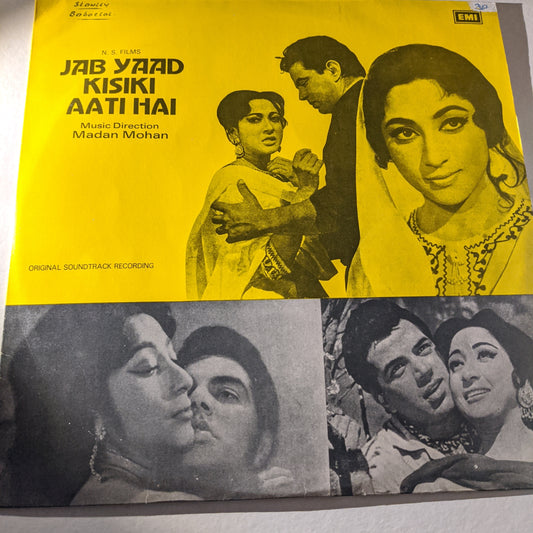 EMI
N. S. FILMS
JAB YAAD
KISIKI
AATI HAI
Music Direction
Madan Mohan
ORIGINAL SOUNDTRACK RECORDING